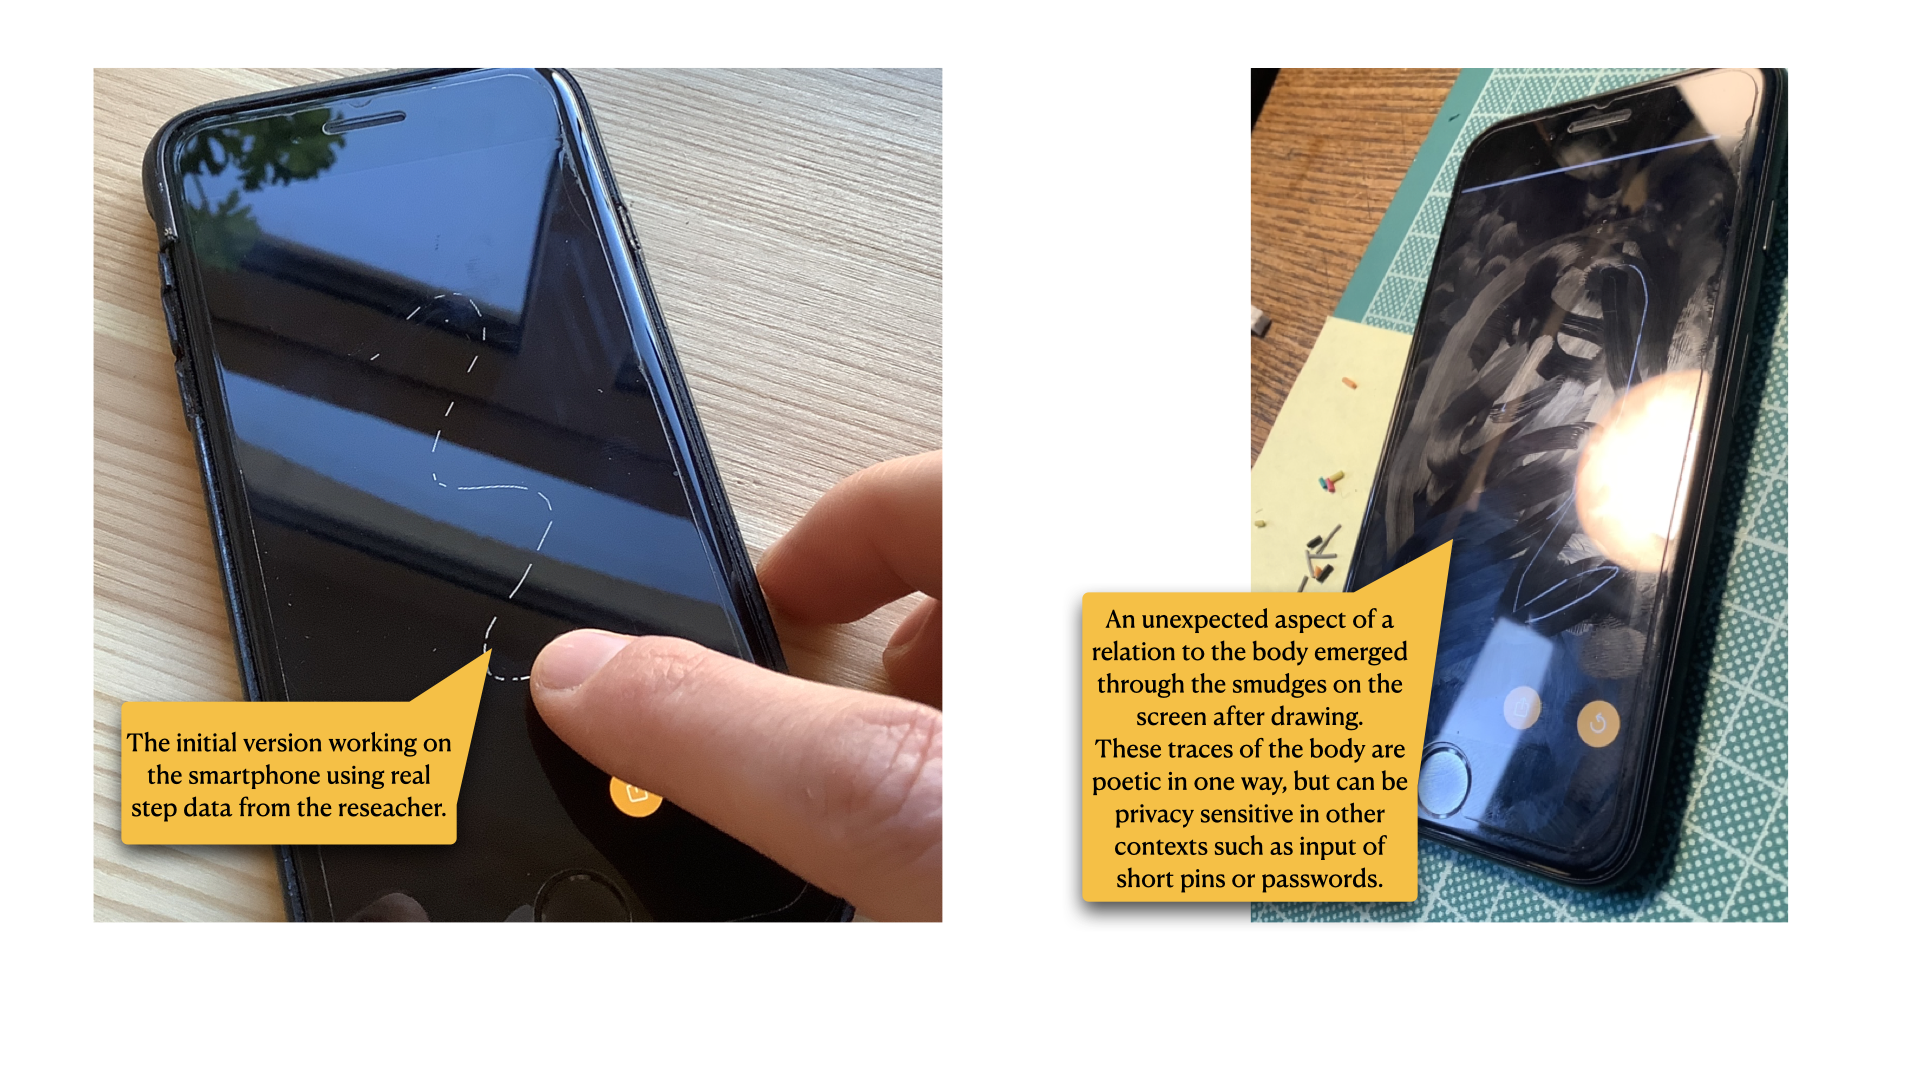 The initial version working on
the smartphone using real
step data from the reseacher.
An unexpected aspect of a
relation to the body emerged
through the smudges on the
screen after drawing.
These traces of the body are
poetic in one way, but can be
privacy sensitive in other
contexts such as input of
short pins or passwords.